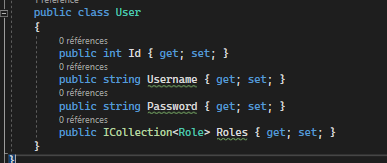 1 référence
public class User
{
0 références
public int Id { get; set; }
0 références
public string Username { get; set; }
0 références
public string Password { get; set; }
0 références
public ICollection<Role> Roles { get; set; }
}
}